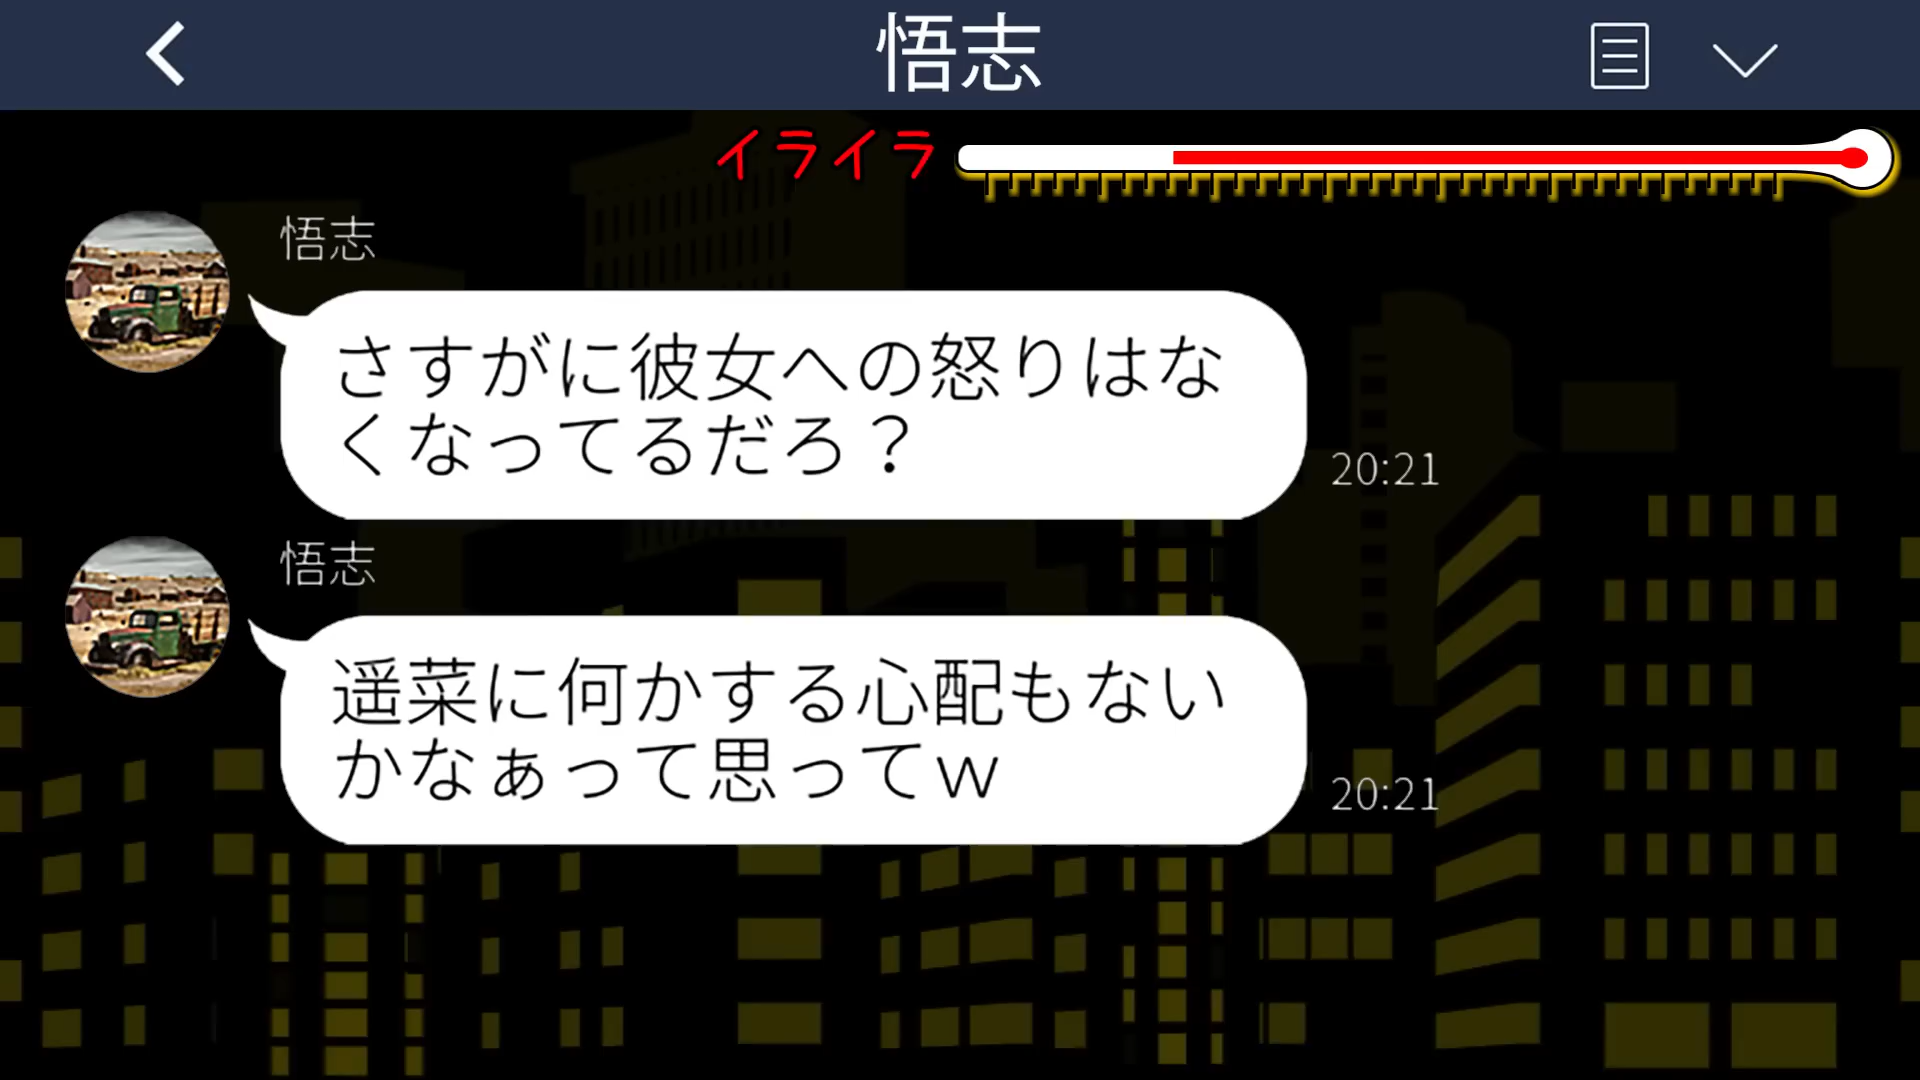 悟志
イライラ
悟志
さすがに彼女への怒りはな
くなってるだろ？
20:21
悟志
遥菜に何かする心配もない
かなぁって思ってｗ
20:21